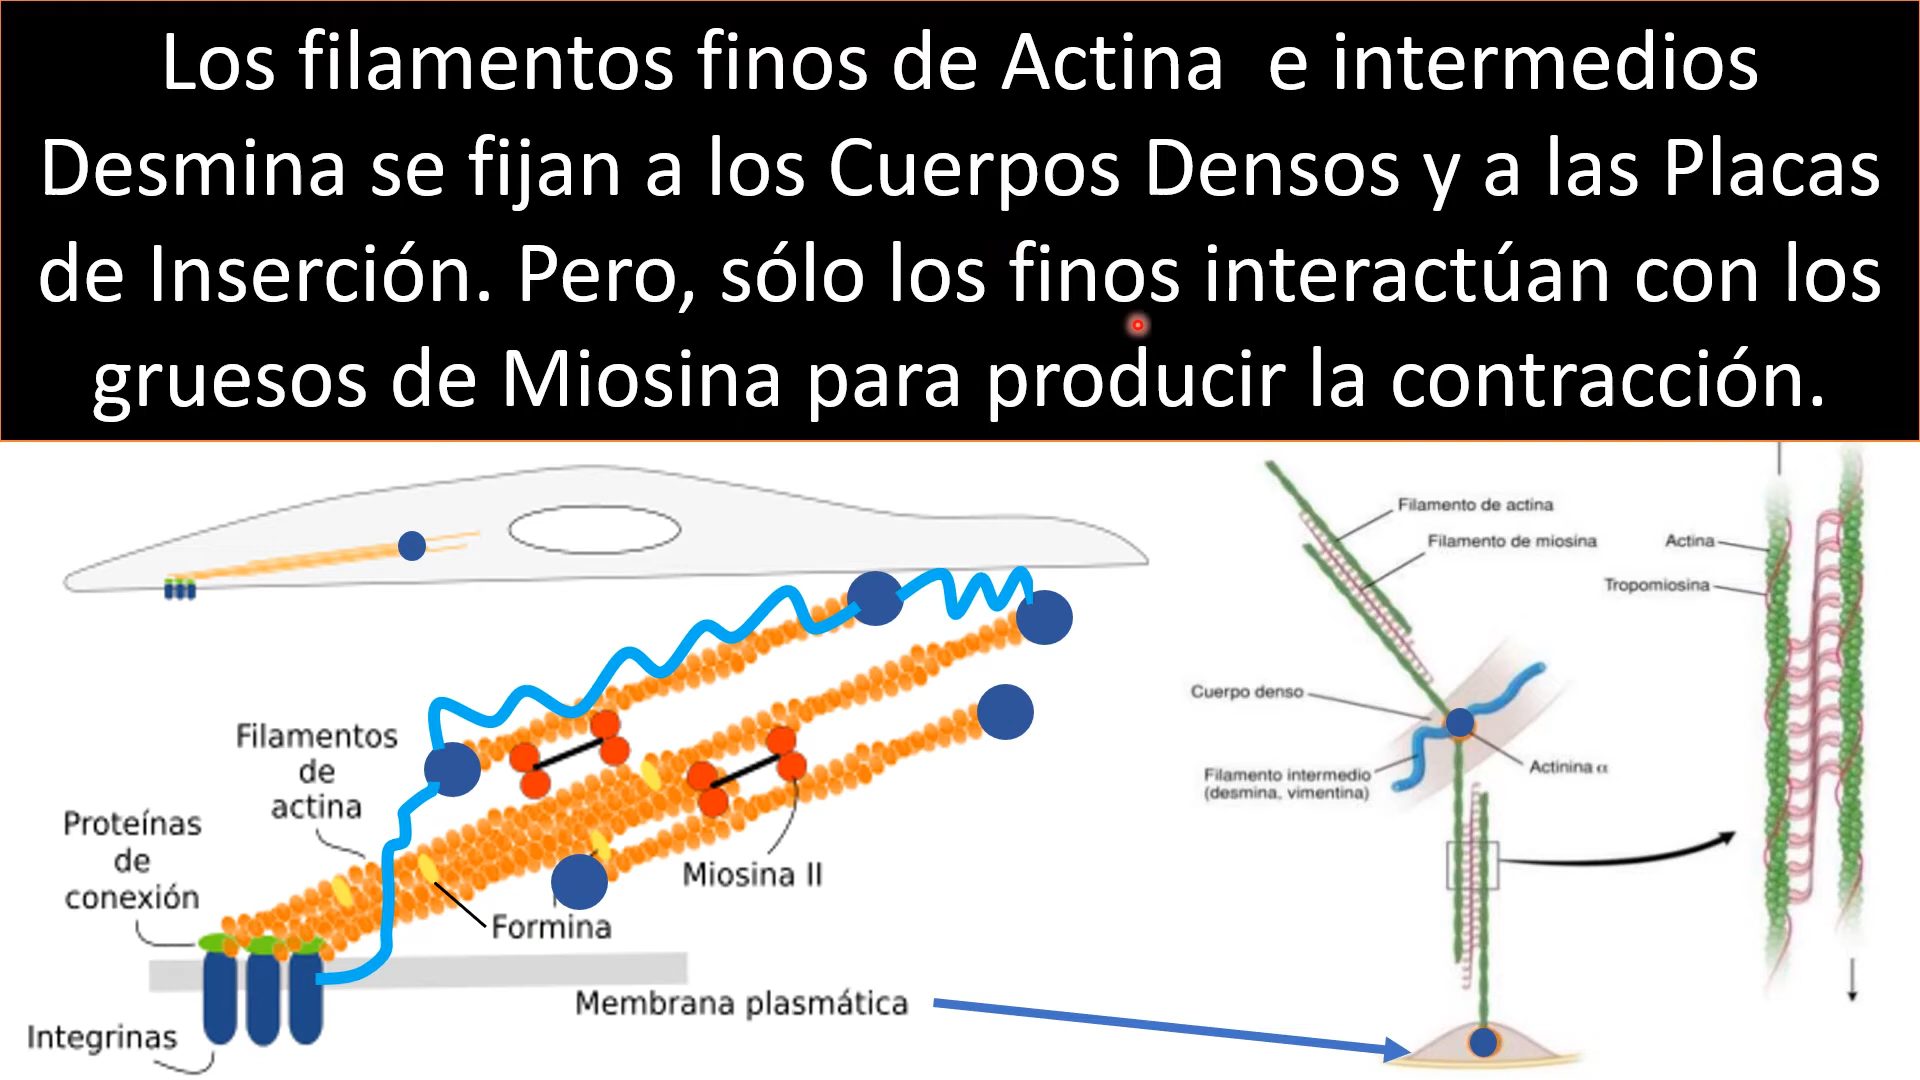 Los filamentos finos de Actina  e intermedios
Desmina se fijan a los Cuerpos Densos y a las Placas
de Inserción. Pero, sólo los finos interactúan con los
gruesos de Miosina para producir la contracción.
Filamento de actina
Filamento de miosina
Actina
Tropomiosina
Cuerpo denso
Filamentos
de
actina
Actinina α
Filamento intermedio
(desmina, vimentina)
Proteínas
de
conexión
Miosina II
Formina
Membrana plasmática
Integrinas